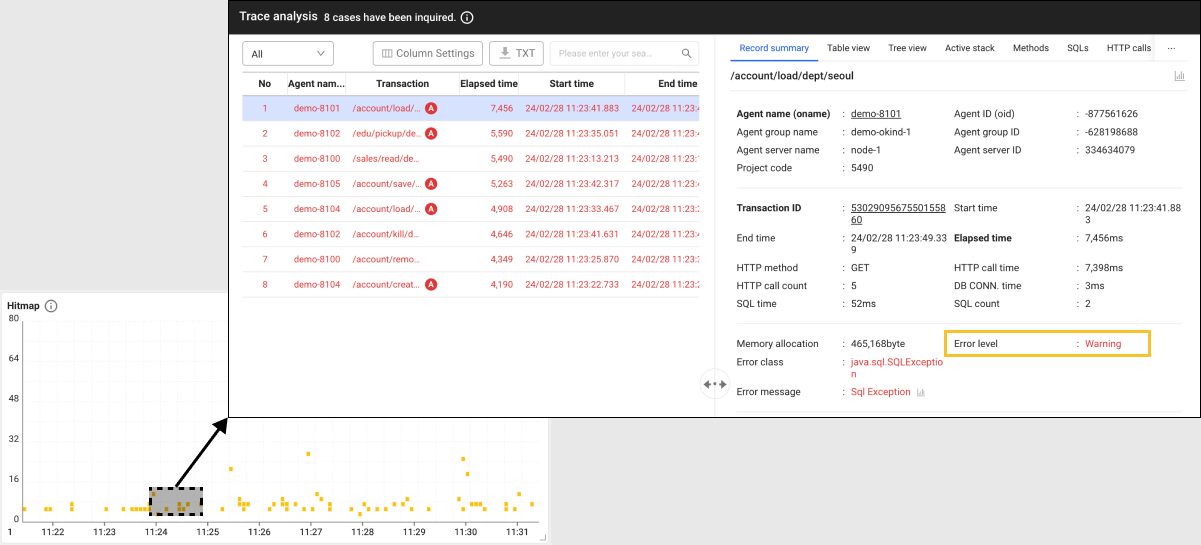 Trace analysis 8 cases have been inquired.
All
Column Settings
TXT
Please enter your sea...
No Agent nam... Transaction Elapsed time Start time End time
1 demo-8101 /account/load/... A 7,456 24/02/28 11:23:41.883 24/02/28 11:23:4
2 demo-8102 /edu/pickup/de... A 5,590 24/02/28 11:23:35.051 24/02/28 11:23:4
3 demo-8100 /sales/read/de... 5,490 24/02/28 11:23:13.213 24/02/28 11:23:1
4 demo-8105 /account/save/... A 5,263 24/02/28 11:23:42.317 24/02/28 11:23:4
5 demo-8104 /account/load/... A 4,908 24/02/28 11:23:33.467 24/02/28 11:23:3
6 demo-8102 /account/kill/d... 4,646 24/02/28 11:23:41.631 24/02/28 11:23:4
7 demo-8100 /account/remo... 4,349 24/02/28 11:23:25.870 24/02/28 11:23:3
8 demo-8104 /account/creat... A 4,190 24/02/28 11:23:22.733 24/02/28 11:23:2
Record summary Table view Tree view Active stack Methods SQLs HTTP calls ...
/account/load/dept/seoul
Agent name (oname) : demo-8101 Agent ID (oid) : -877561626
Agent group name : demo-okind-1 Agent group ID : -628198688
Agent server name : node-1 Agent server ID : 334634079
Project code : 5490
Transaction ID : 53029095675501558 Start time : 24/02/28 11:23:41.88
60 3
End time : 24/02/28 11:23:49.33 Elapsed time : 7,456ms
9
HTTP method : GET HTTP call time : 7,398ms
HTTP call count : 5 DB CONN. time : 3ms
SQL time : 52ms SQL count : 2
Memory allocation : 465,168byte Error level : Warning
Error class : java.sql.SQLExceptio
n
Error message : Sql Exception
Hitmap
80
64
48
32
16
0
1 11:22 11:23 11:24 11:25 11:26 11:27 11:28 11:29 11:30 11:31